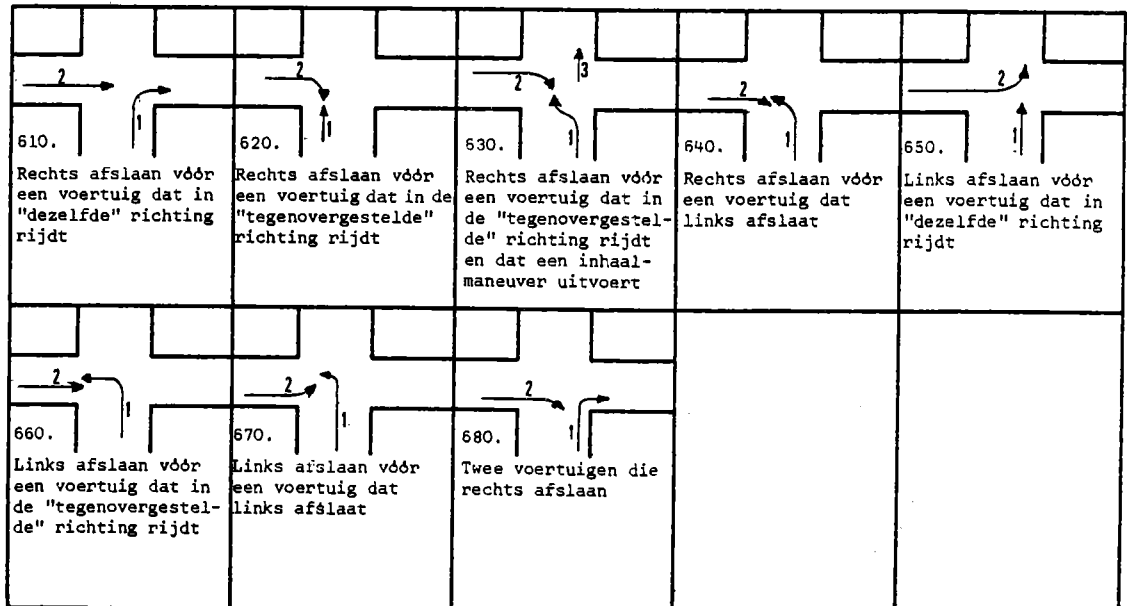 2
1
610.
Rechts afslaan vóór
een voertuig dat in
"dezelfde" richting
rijdt
2
1
620.
Rechts afslaan vóór
een voertuig dat in de
"tegenovergestelde"
richting rijdt
2
3
1
630.
Rechts afslaan vóór
een voertuig dat in
de "tegenovergestel-
de" richting rijdt
en dat een inhaal-
maneuver uitvoert
2
1
640.
Rechts afslaan vóór
een voertuig dat
links afslaat
2
1
650.
Links afslaan vóór
een voertuig dat in
"dezelfde" richting
rijdt
2
1
660.
Links afslaan vóór
een voertuig dat in
de "tegenovergestel-
de" richting rijdt
2
1
670.
Links afslaan vóór
een voertuig dat
links afslaat
2
1
680.
Twee voertuigen die
rechts afslaan